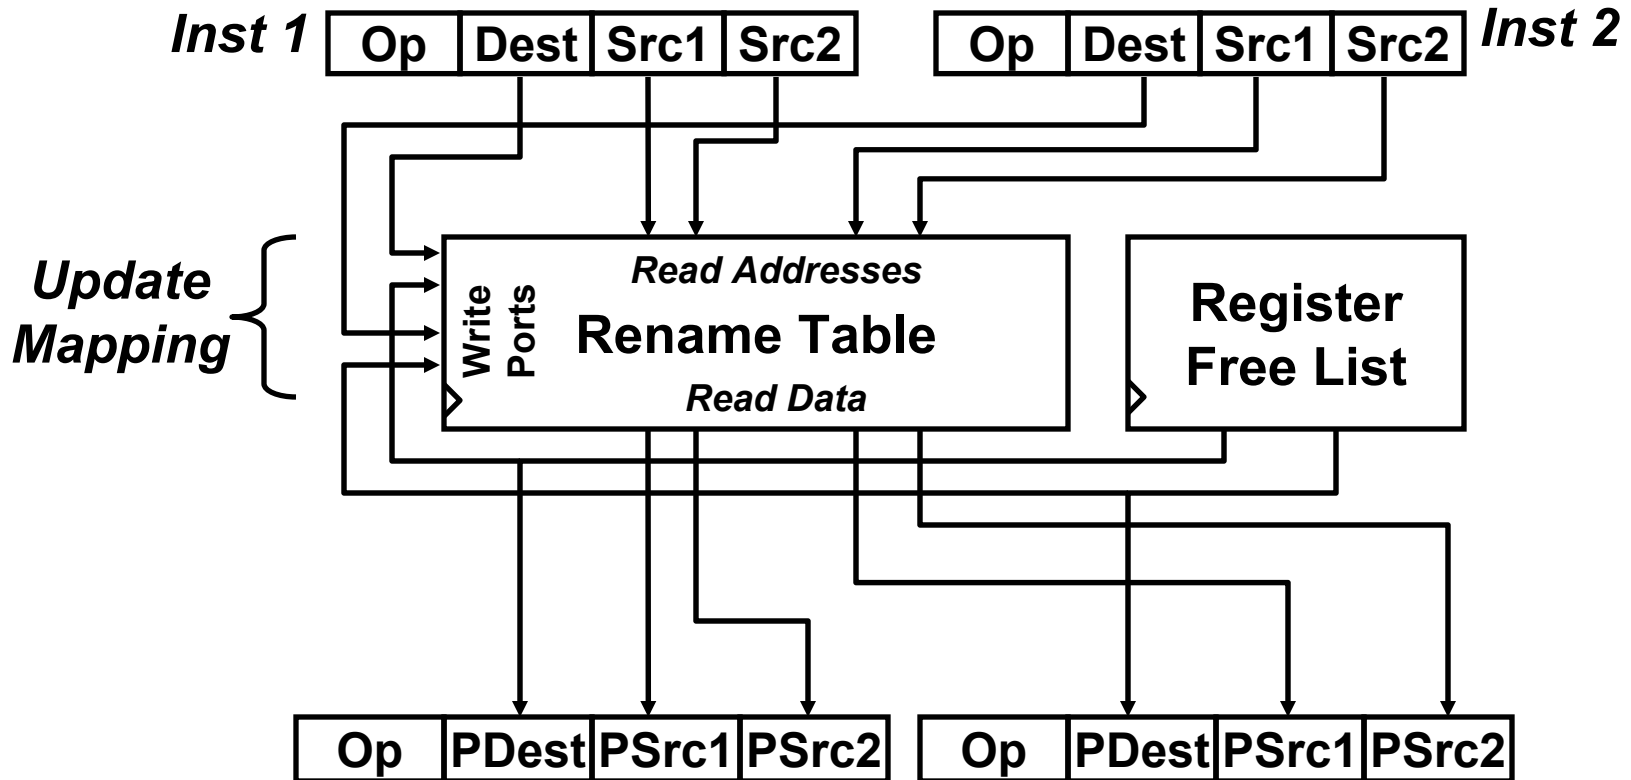 Inst 1
Op Dest Src1 Src2
Op Dest Src1 Src2
Inst 2
Update
Mapping
Write
Ports
Read Addresses
Rename Table
Read Data
Register
Free List
Op PDest PSrc1 PSrc2
Op PDest PSrc1 PSrc2